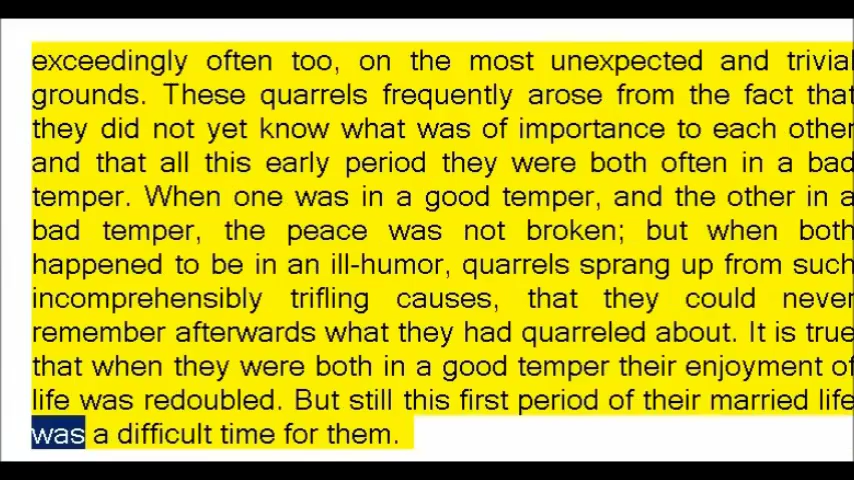 exceedingly often too, on the most unexpected and trivial
grounds. These quarrels frequently arose from the fact that
they did not yet know what was of importance to each other
and that all this early period they were both often in a bad
temper. When one was in a good temper, and the other in a
bad temper, the peace was not broken; but when both
happened to be in an ill-humor, quarrels sprang up from such
incomprehensibly trifling causes, that they could never
remember afterwards what they had quarreled about. It is true
that when they were both in a good temper their enjoyment of
life was redoubled. But still this first period of their married life
was a difficult time for them.